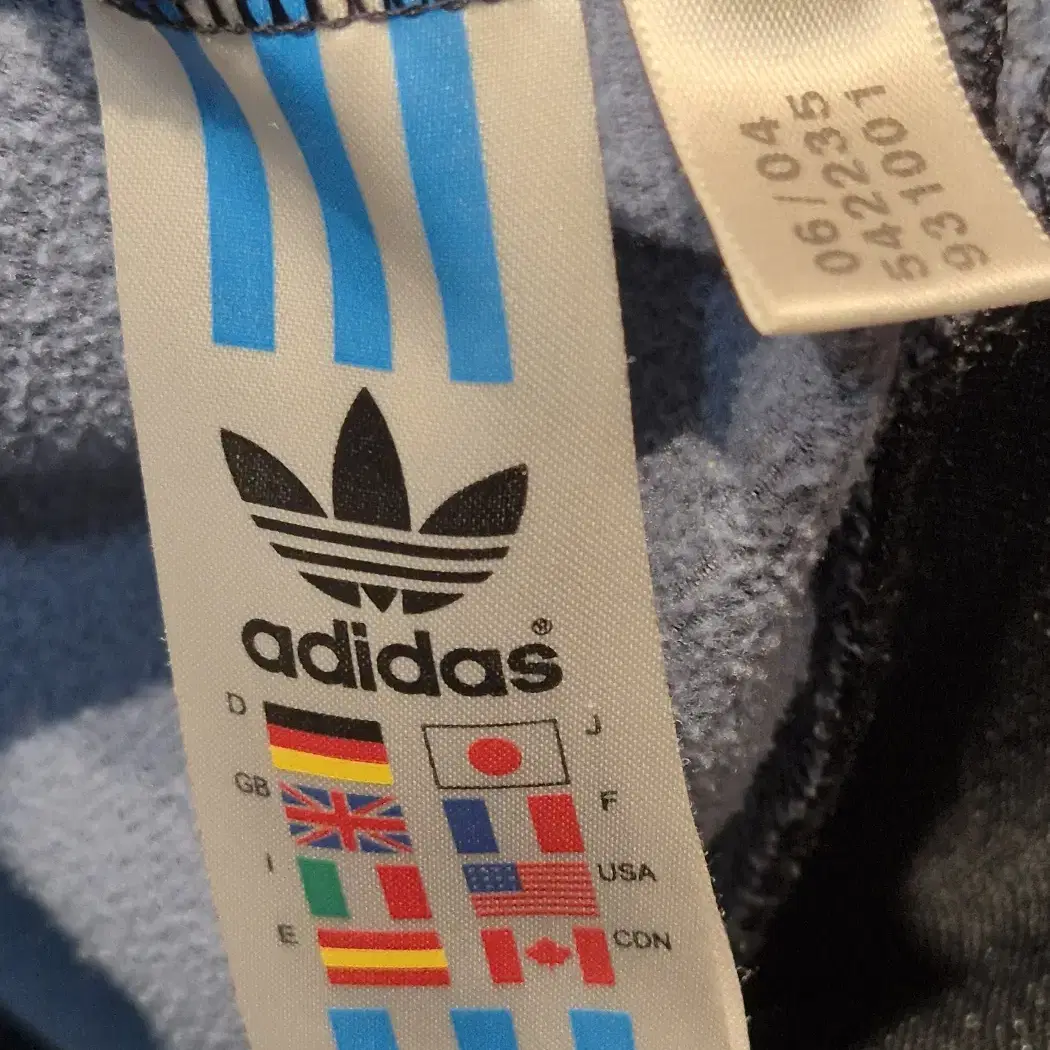 06/04
542235
931001
adidas®
D
J
GB
F
I
USA
E
CDN